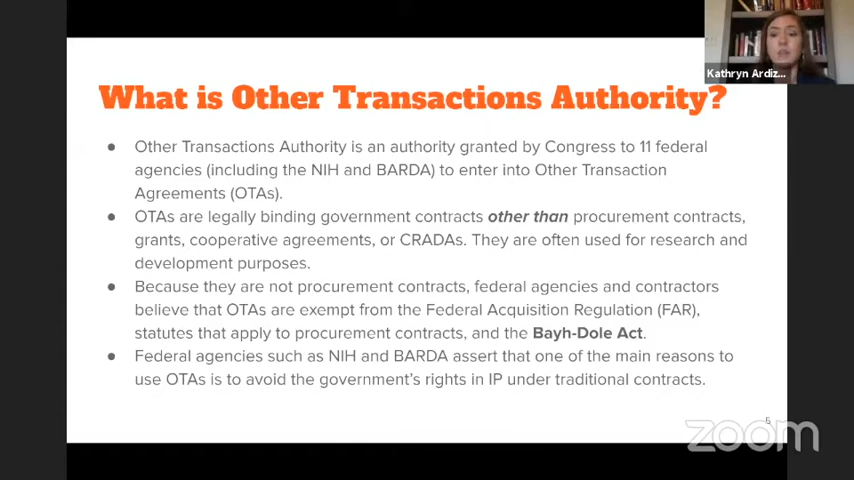 Kathryn Ardiz...
What is Other Transactions Authority?
● Other Transactions Authority is an authority granted by Congress to 11 federal
agencies (including the NIH and BARDA) to enter into Other Transaction
Agreements (OTAs).
● OTAs are legally binding government contracts other than procurement contracts,
grants, cooperative agreements, or CRADAs. They are often used for research and
development purposes.
● Because they are not procurement contracts, federal agencies and contractors
believe that OTAs are exempt from the Federal Acquisition Regulation (FAR),
statutes that apply to procurement contracts, and the Bayh-Dole Act.
● Federal agencies such as NIH and BARDA assert that one of the main reasons to
use OTAs is to avoid the government's rights in IP under traditional contracts.
5
zoom